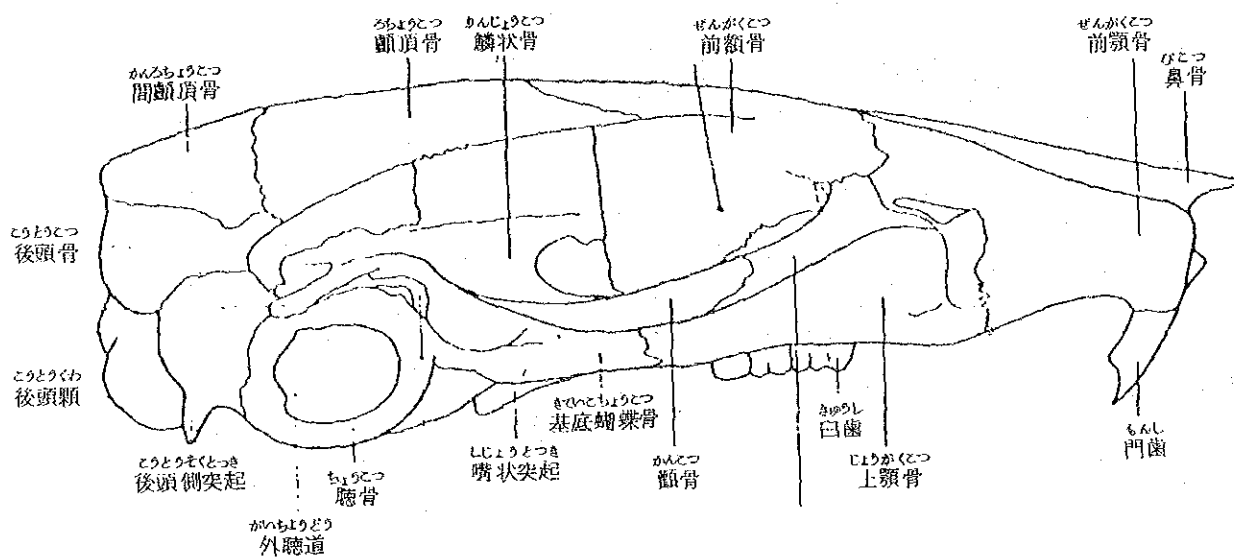 ろちょうこつ
顱頂骨
りんじょうこつ
鱗状骨
ぜんがくこつ
前額骨
ぜんがくこつ
前顎骨
びこつ
鼻骨
かんろちょうこつ
間顱頂骨
こうとうこつ
後頭骨
こうとうくわ
後頭顆
こうとうそくとっき
後頭側突起
がいちょうどう
外聴道
ちょうこつ
聴骨
しじょうとつき
嘴状突起
きていこちょうこつ
基底蝴蝶骨
かんこつ
顴骨
きゅうし
臼歯
じょうがくこつ
上顎骨
もんし
門歯